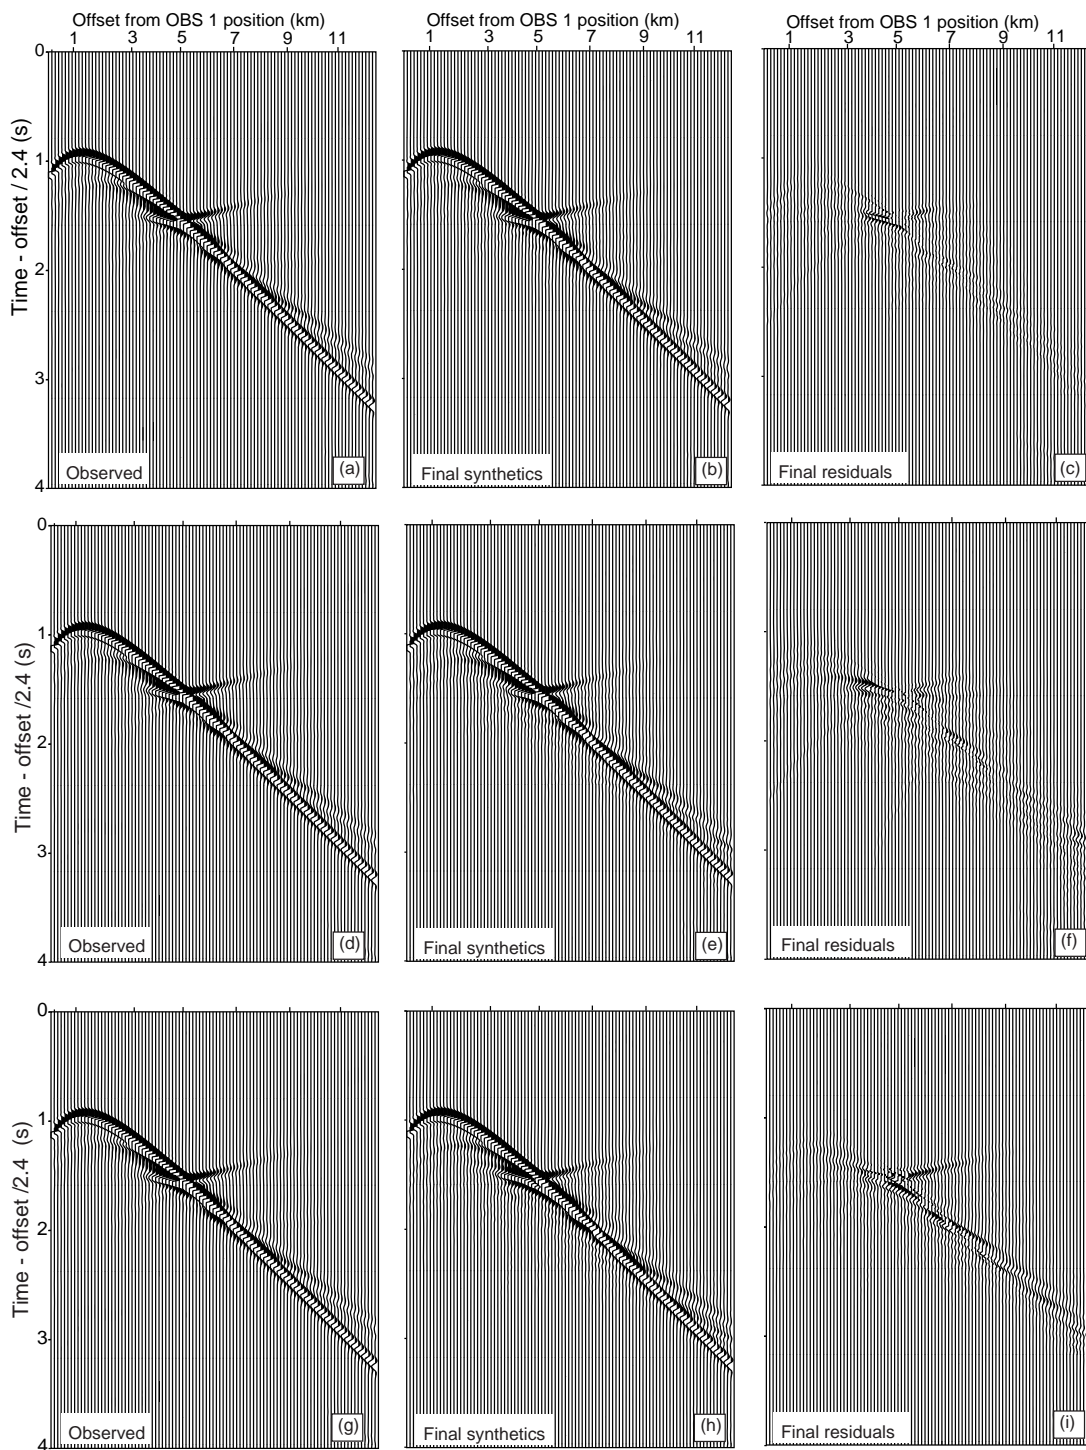 Offset from OBS 1 position (km) Offset from OBS 1 position (km) Offset from OBS 1 position (km)
1 3 5 7 9 11 1 3 5 7 9 11 1 3 5 7 9 11
0
1
2
3
4
Time - offset / 2.4 (s)
Observed (a) Final synthetics (b) Final residuals (c)
0
1
2
3
4
Time - offset /2.4 (s)
Observed (d) Final synthetics (e) Final residuals (f)
0
1
2
3
4
Time - offset /2.4 (s)
Observed (g) Final synthetics (h) Final residuals (i)